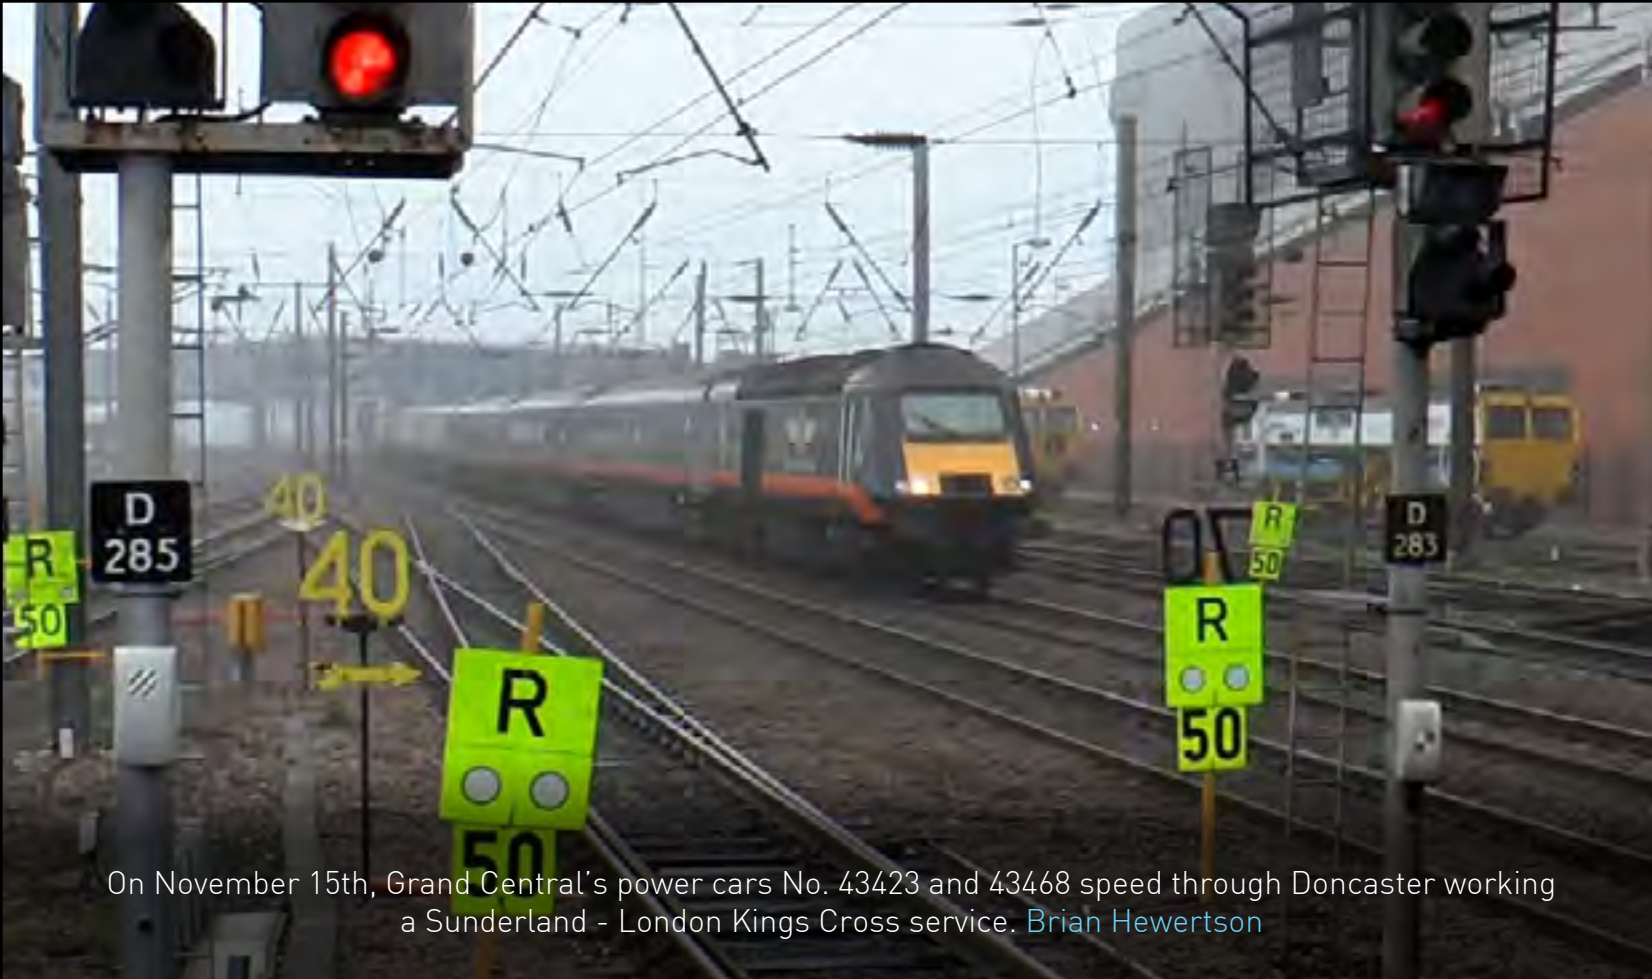 40
D
285
R
50
40
R
50
70
R
50
R
50
D
283
On November 15th, Grand Central's power cars No. 43423 and 43468 speed through Doncaster working
a Sunderland - London Kings Cross service. Brian Hewertson